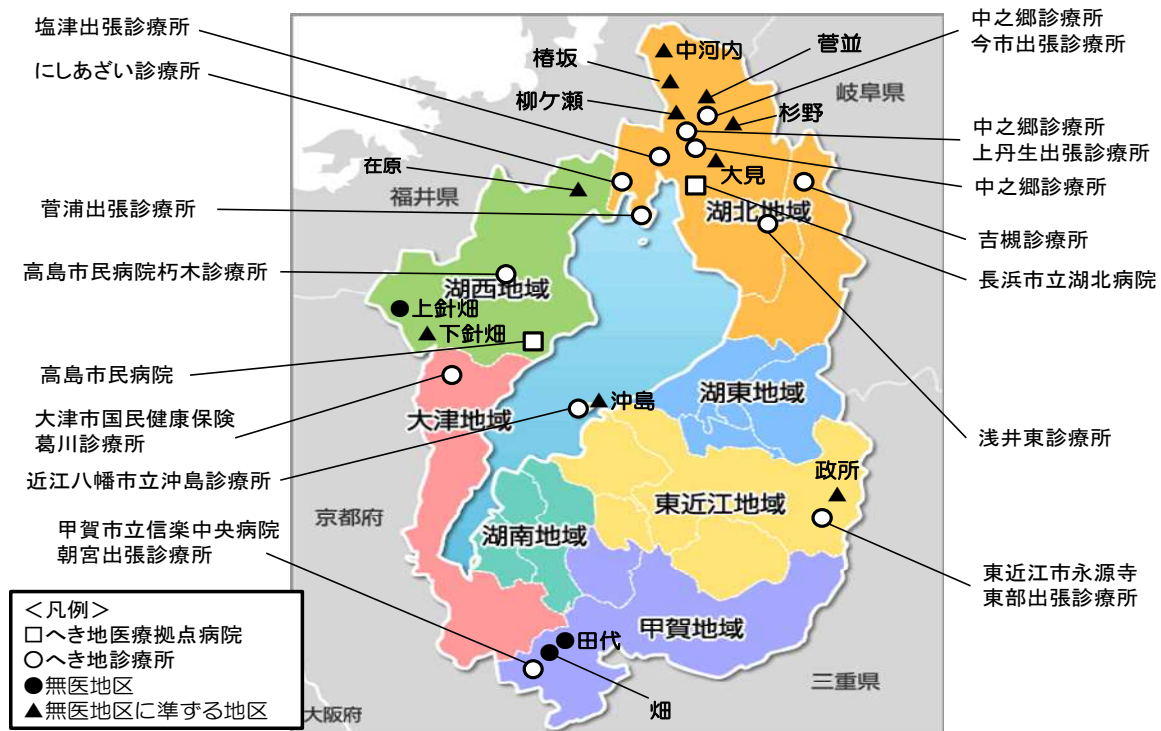 塩津出張診療所
にしあざい診療所
菅浦出張診療所
高島市民病院朽木診療所
高島市民病院
大津市国民健康保険
葛川診療所
近江八幡市立沖島診療所
甲賀市立信楽中央病院
朝宮出張診療所
<凡例>
□へき地医療拠点病院
○へき地診療所
●無医地区
▲無医地区に準ずる地区
中河内
椿坂
菅並
柳ケ瀬
杉野
大見
在原
福井県
岐阜県
湖北地域
湖西地域
上針畑
下針畑
大津地域
沖島
湖東地域
政所
東近江地域
湖南地域
京都府
甲賀地域
田代
畑
三重県
大阪府
中之郷診療所
今市出張診療所
中之郷診療所
上丹生出張診療所
中之郷診療所
吉槻診療所
長浜市立湖北病院
浅井東診療所
東近江市永源寺
東部出張診療所